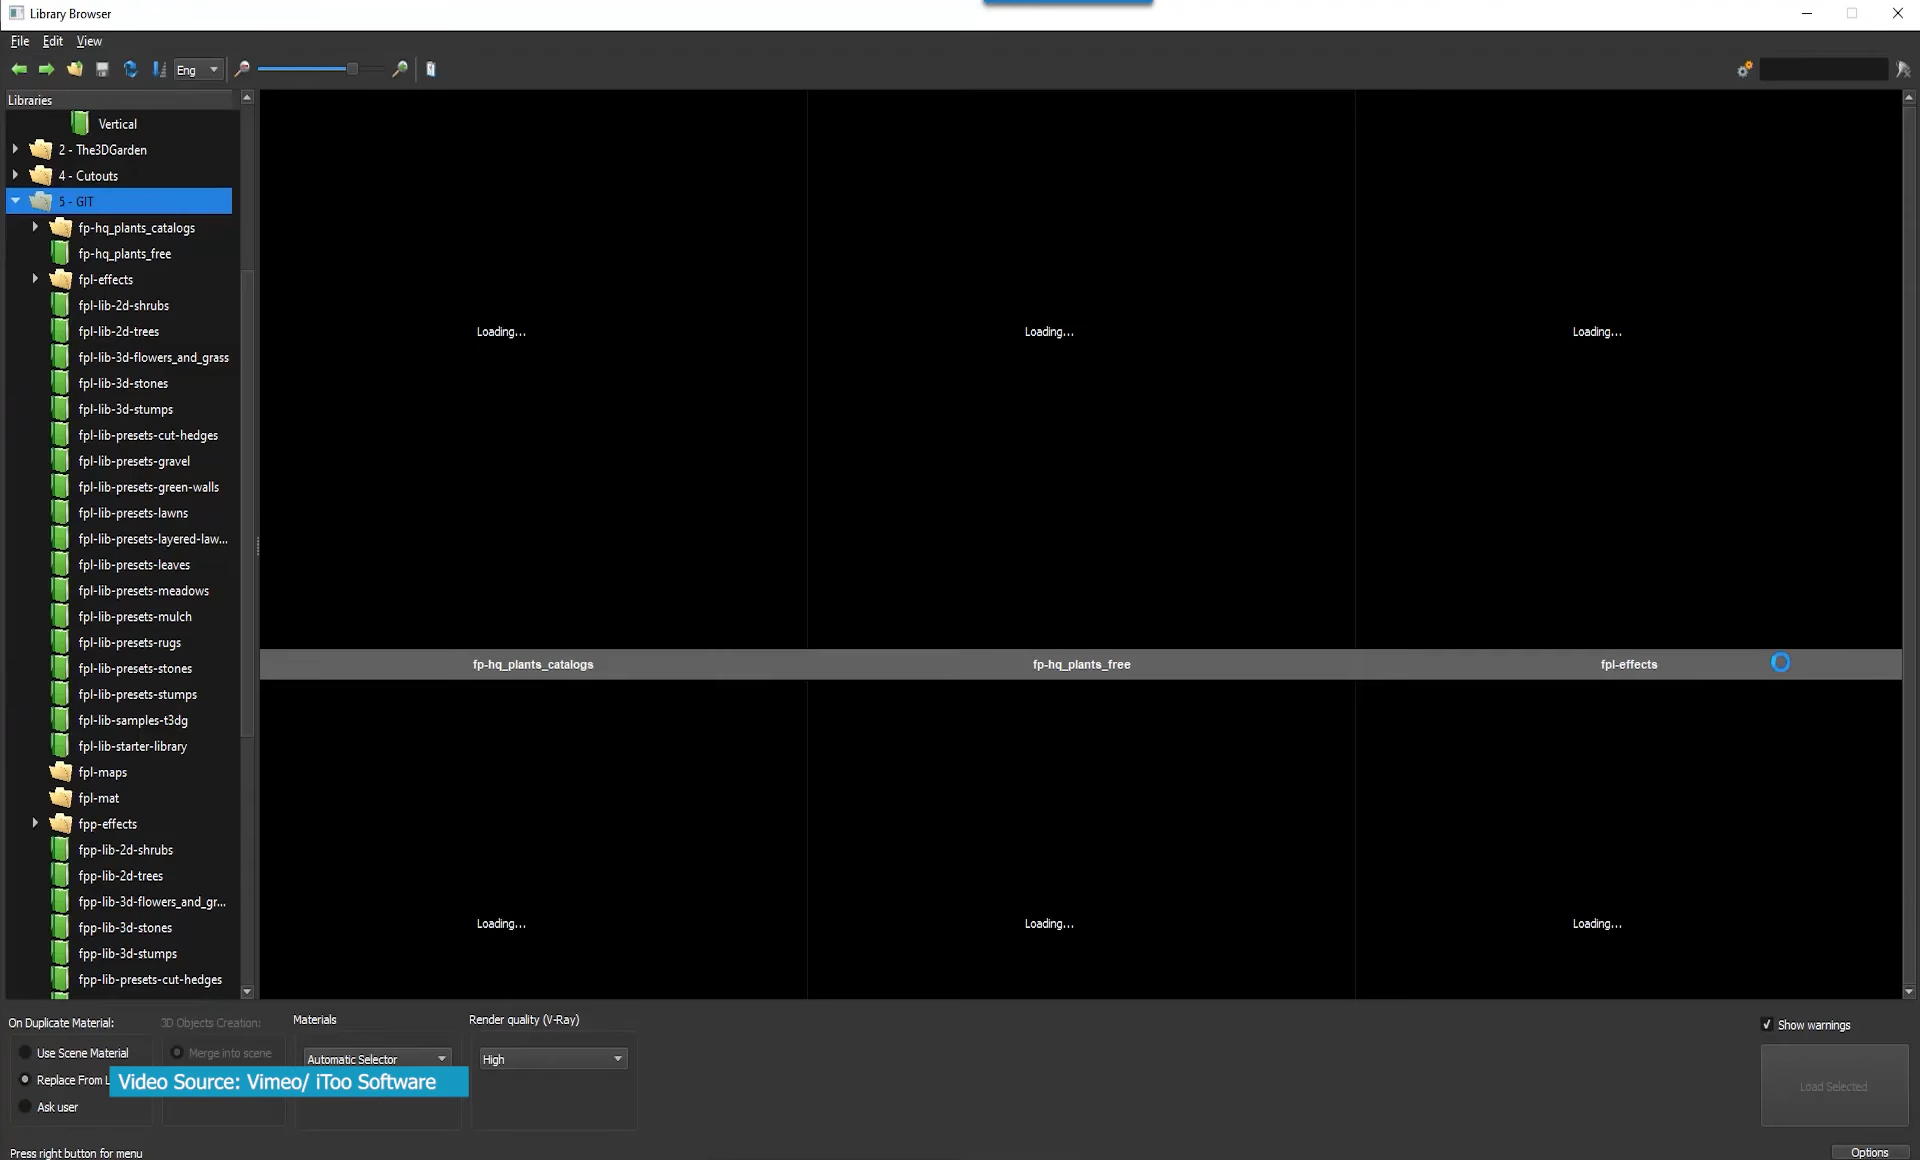 Library Browser
File Edit View
Eng
Libraries
Vertical
2 - The3DGarden
4 - Cutouts
5 - GIT
fp-hq_plants_catalogs
fp-hq_plants_free
fpl-effects
fpl-lib-2d-shrubs
fpl-lib-2d-trees
fpl-lib-3d-flowers_and_grass
fpl-lib-3d-stones
fpl-lib-3d-stumps
fpl-lib-presets-cut-hedges
fpl-lib-presets-gravel
fpl-lib-presets-green-walls
fpl-lib-presets-lawns
fpl-lib-presets-layered-law...
fpl-lib-presets-leaves
fpl-lib-presets-meadows
fpl-lib-presets-mulch
fpl-lib-presets-rugs
fpl-lib-presets-stones
fpl-lib-presets-stumps
fpl-lib-samples-t3dg
fpl-lib-starter-library
fpl-maps
fpl-mat
fpp-effects
fpp-lib-2d-shrubs
fpp-lib-2d-trees
fpp-lib-3d-flowers_and_gr...
fpp-lib-3d-stones
fpp-lib-3d-stumps
fpp-lib-presets-cut-hedges
Loading... Loading... Loading...
fp-hq_plants_catalogs fp-hq_plants_free fpl-effects
Loading... Loading... Loading...
On Duplicate Material: 3D Objects Creation: Materials Render quality (V-Ray)
Show warnings
Use Scene Material Merge into scene Automatic Selector High
Replace From L
Video Source: Vimeo/ iToo Software
Load Selected
Ask user
Press right button for menu
Options